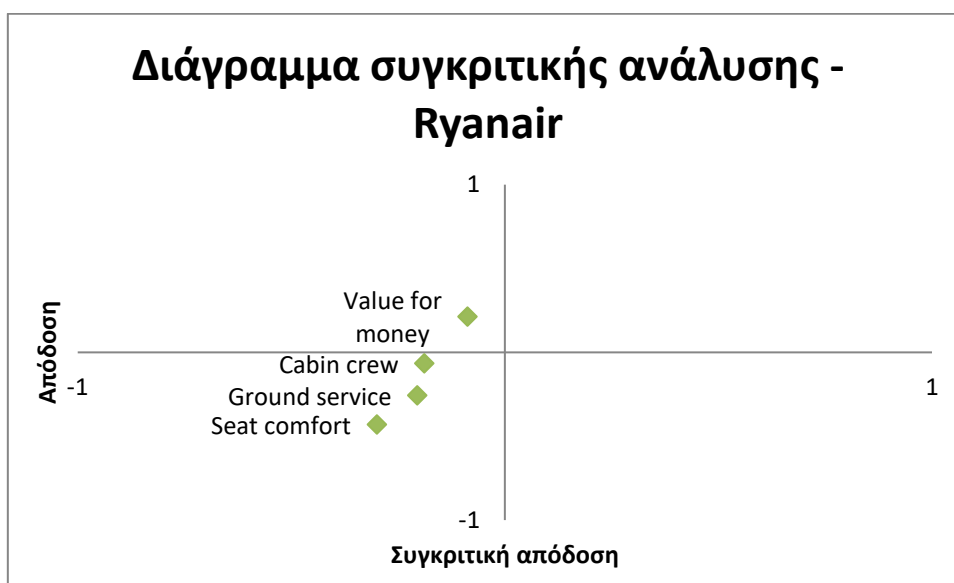 Διάγραμμα συγκριτικής ανάλυσης -
Ryanair
1
Value for
money
Απόδοση
Cabin crew
-1
1
Ground service
Seat comfort
-1
Συγκριτική απόδοση